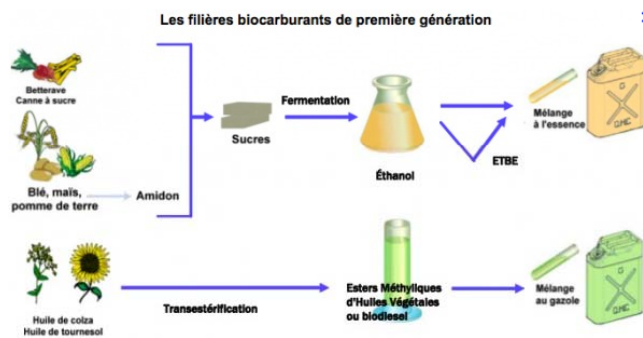 Les filières biocarburants de première génération
Betterave
Canne à sucre
Blé, maïs,
pomme de terre
Amidon
Sucres
Fermentation
Éthanol
ETBE
Mélange
à l'essence
Huile de colza
Huile de tournesol
Transestérification
Esters Méthyliques
d'Huiles Végétales
ou biodiesel
Mélange
au gazole